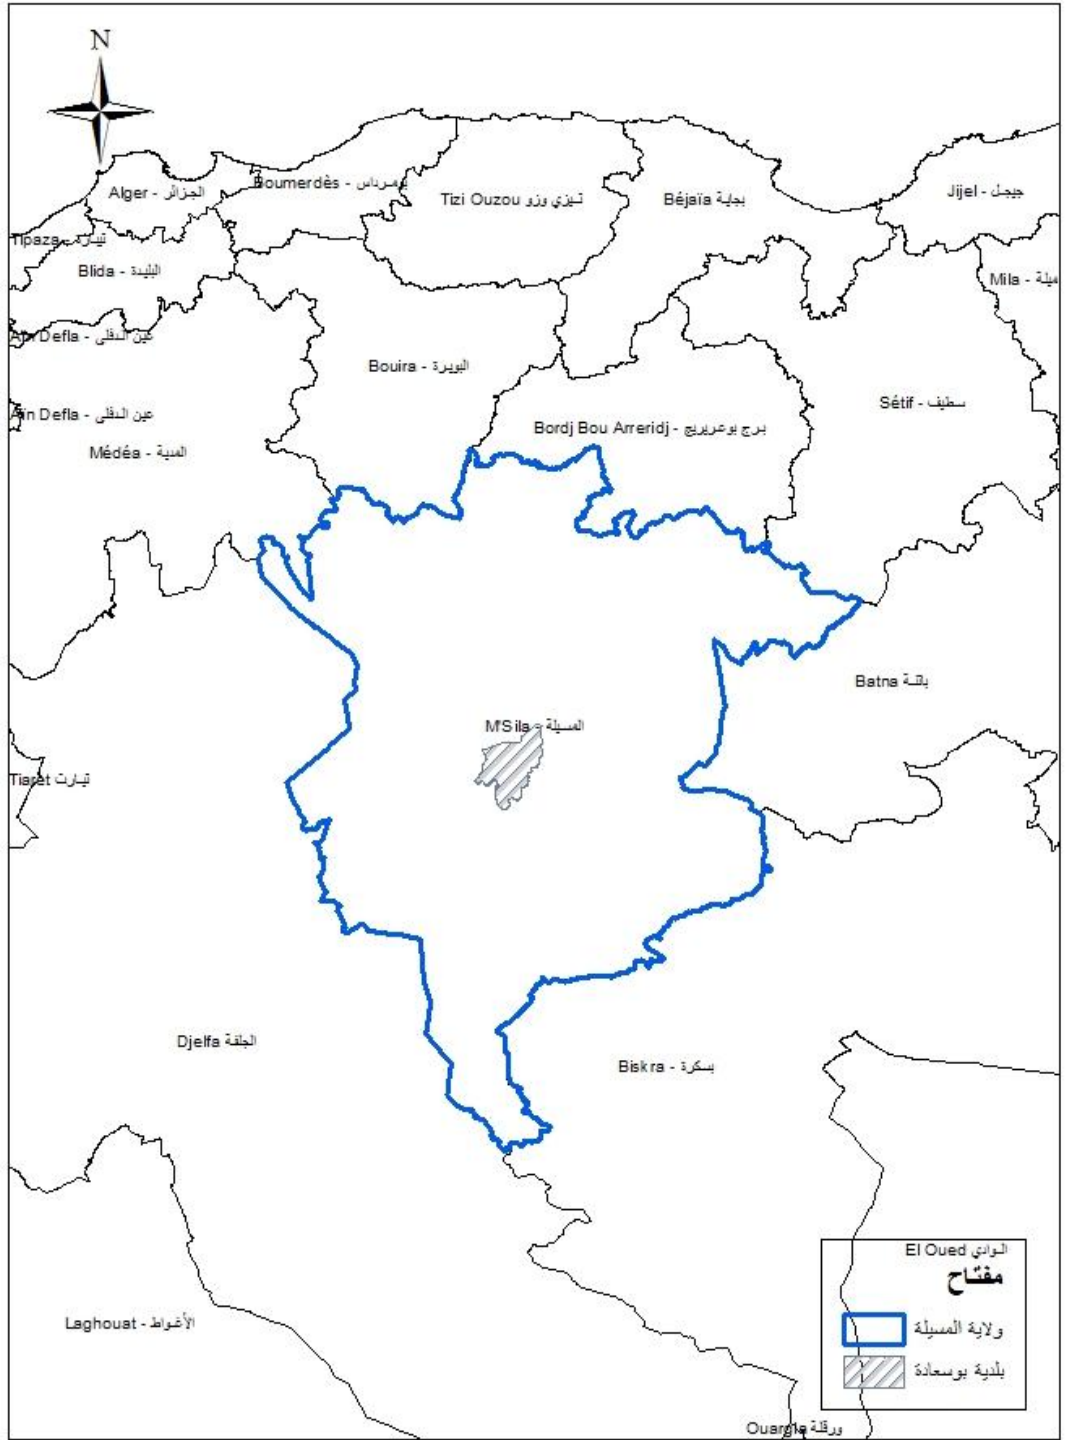 N
Alger - الجزائر
Boumerdès - بومرداس
Tizi Ouzou تيزي وزو
Béjaïa بجاية
Jijel - جيجل
Tipaza - تيبازة
Blida - البليدة
Mila - ميلة
Aïn Defla - عين الدفلى
Bouira - البويرة
Aïn Defla - عين الدفلى
Sétif - سطيف
Bordj Bou Arreridj - برج بوعريريج
Médéa - المدية
Batna باتنة
M'Sila - المسيلة
Tiaret تيارت
Djelfa الجلفة
Biskra - بسكرة
El Oued الوادي
مفتاح
Laghouat - الأغواط
ولاية المسيلة
بلدية بوسعادة
Ouargla ورقلة